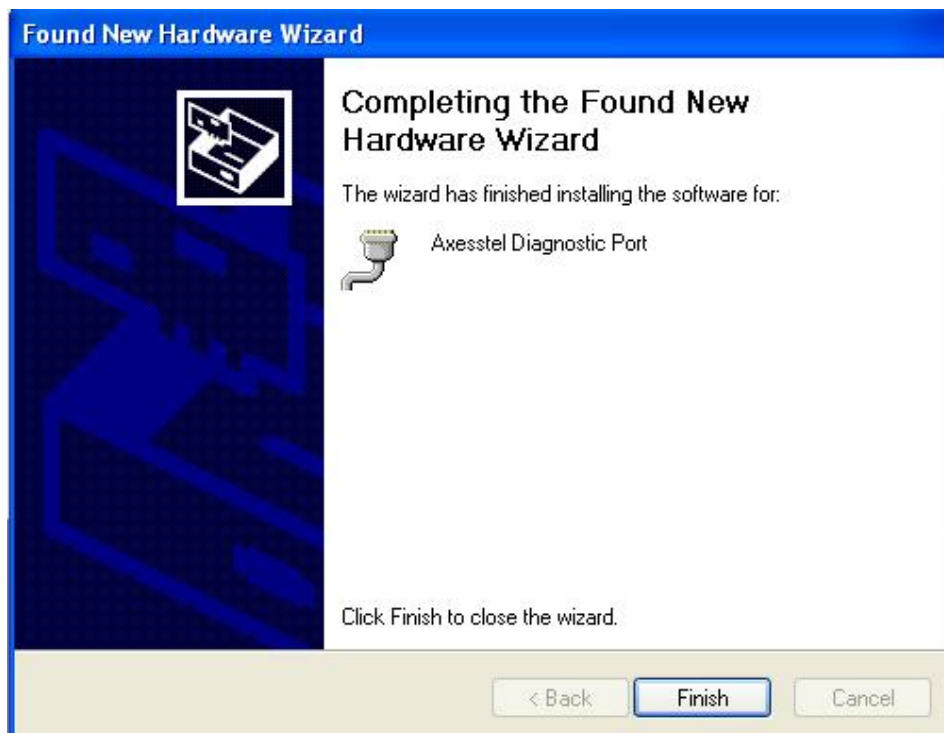 Found New Hardware Wizard
Completing the Found New
Hardware Wizard
The wizard has finished installing the software for:
Axesstel Diagnostic Port
Click Finish to close the wizard.
< Back
Finish
Cancel